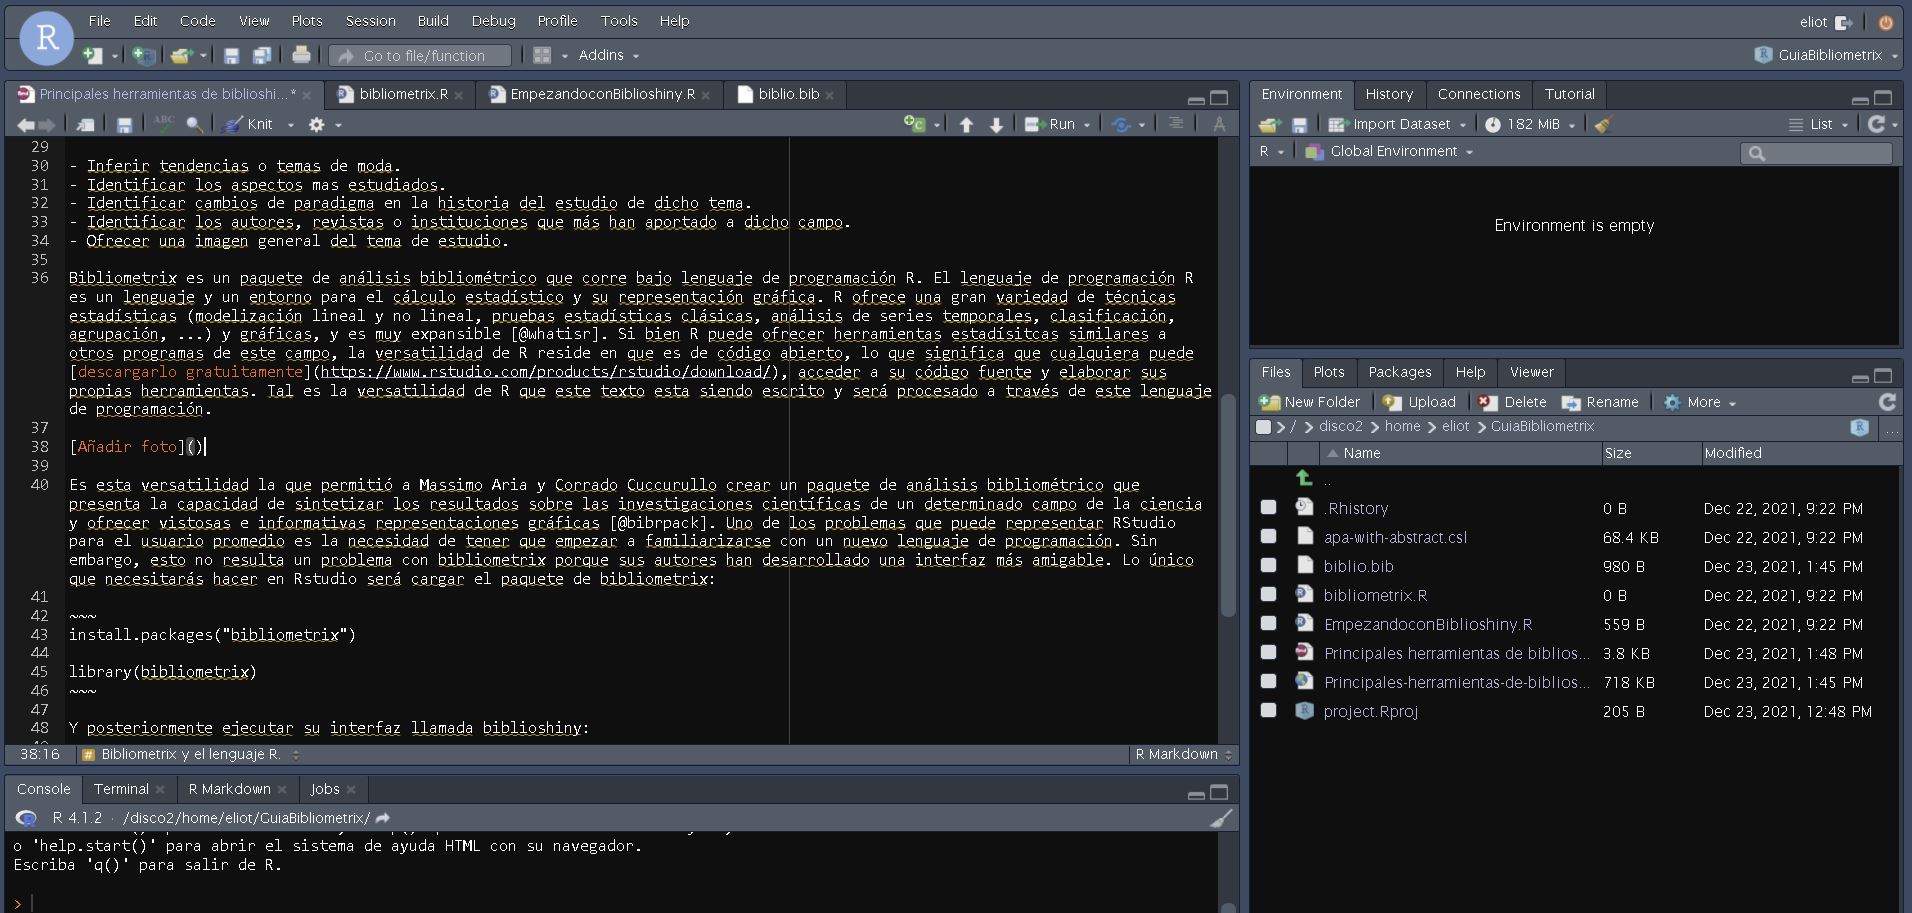 File Edit Code View Plots Session Build Debug Profile Tools Help
eliot
R
Go to file/function
Addins
GuiaBibliometrix
Principales herramientas de biblioshi...*
bibliometrix.R
EmpezandoconBiblioshiny.R
biblio.bib
ABC
Knit
Run
29
30 - Inferir tendencias o temas de moda.
31 - Identificar los aspectos mas estudiados.
32 - Identificar cambios de paradigma en la historia del estudio de dicho tema.
33 - Identificar los autores, revistas o instituciones que más han aportado a dicho campo.
34 - Ofrecer una imagen general del tema de estudio.
35
36 Bibliometrix es un paquete de análisis bibliométrico que corre bajo lenguaje de programación R. El lenguaje de programación R
es un lenguaje y un entorno para el cálculo estadístico y su representación gráfica. R ofrece una gran variedad de técnicas
estadísticas (modelización lineal y no lineal, pruebas estadísticas clásicas, análisis de series temporales, clasificación,
agrupación, ...) y gráficas, y es muy expansible [@whatisr]. Si bien R puede ofrecer herramientas estadísitcas similares a
otros programas de este campo, la versatilidad de R reside en que es de código abierto, lo que significa que cualquiera puede
[descargarlo gratuitamente](https://www.rstudio.com/products/rstudio/download/), acceder a su código fuente y elaborar sus
propias herramientas. Tal es la versatilidad de R que este texto esta siendo escrito y será procesado a través de este lenguaje
de programación.
37
38 [Añadir foto]()
39
40 Es esta versatilidad la que permitió a Massimo Aria y Corrado Cuccurullo crear un paquete de análisis bibliométrico que
presenta la capacidad de sintetizar los resultados sobre las investigaciones científicas de un determinado campo de la ciencia
y ofrecer vistosas e informativas representaciones gráficas [@bibrpack]. Uno de los problemas que puede representar RStudio
para el usuario promedio es la necesidad de tener que empezar a familiarizarse con un nuevo lenguaje de programación. Sin
embargo, esto no resulta un problema con bibliometrix porque sus autores han desarrollado una interfaz más amigable. Lo único
que necesitarás hacer en Rstudio será cargar el paquete de bibliometrix:
41
42 ~~~
43 install.packages("bibliometrix")
44
45 library(bibliometrix)
46 ~~~
47
48 Y posteriormente ejecutar su interfaz llamada biblioshiny:
38:16
# Bibliometrix y el lenguaje R.
R Markdown
Console Terminal R Markdown Jobs
R 4.1.2 · /disco2/home/eliot/GuiaBibliometrix/
o 'help.start()' para abrir el sistema de ayuda HTML con su navegador.
Escriba 'q()' para salir de R.
>
Environment History Connections Tutorial
Import Dataset 182 MiB List
R Global Environment
Environment is empty
Files Plots Packages Help Viewer
New Folder Upload Delete Rename More
/ disco2 home eliot GuiaBibliometrix
...
Name Size Modified
..
.Rhistory 0 B Dec 22, 2021, 9:22 PM
apa-with-abstract.csl 68.4 KB Dec 22, 2021, 9:22 PM
biblio.bib 980 B Dec 23, 2021, 1:45 PM
bibliometrix.R 0 B Dec 22, 2021, 9:22 PM
EmpezandoconBiblioshiny.R 559 B Dec 22, 2021, 9:22 PM
Principales herramientas de biblios... 3.8 KB Dec 23, 2021, 1:48 PM
Principales-herramientas-de-biblios... 718 KB Dec 23, 2021, 1:45 PM
project.Rproj 205 B Dec 23, 2021, 12:48 PM